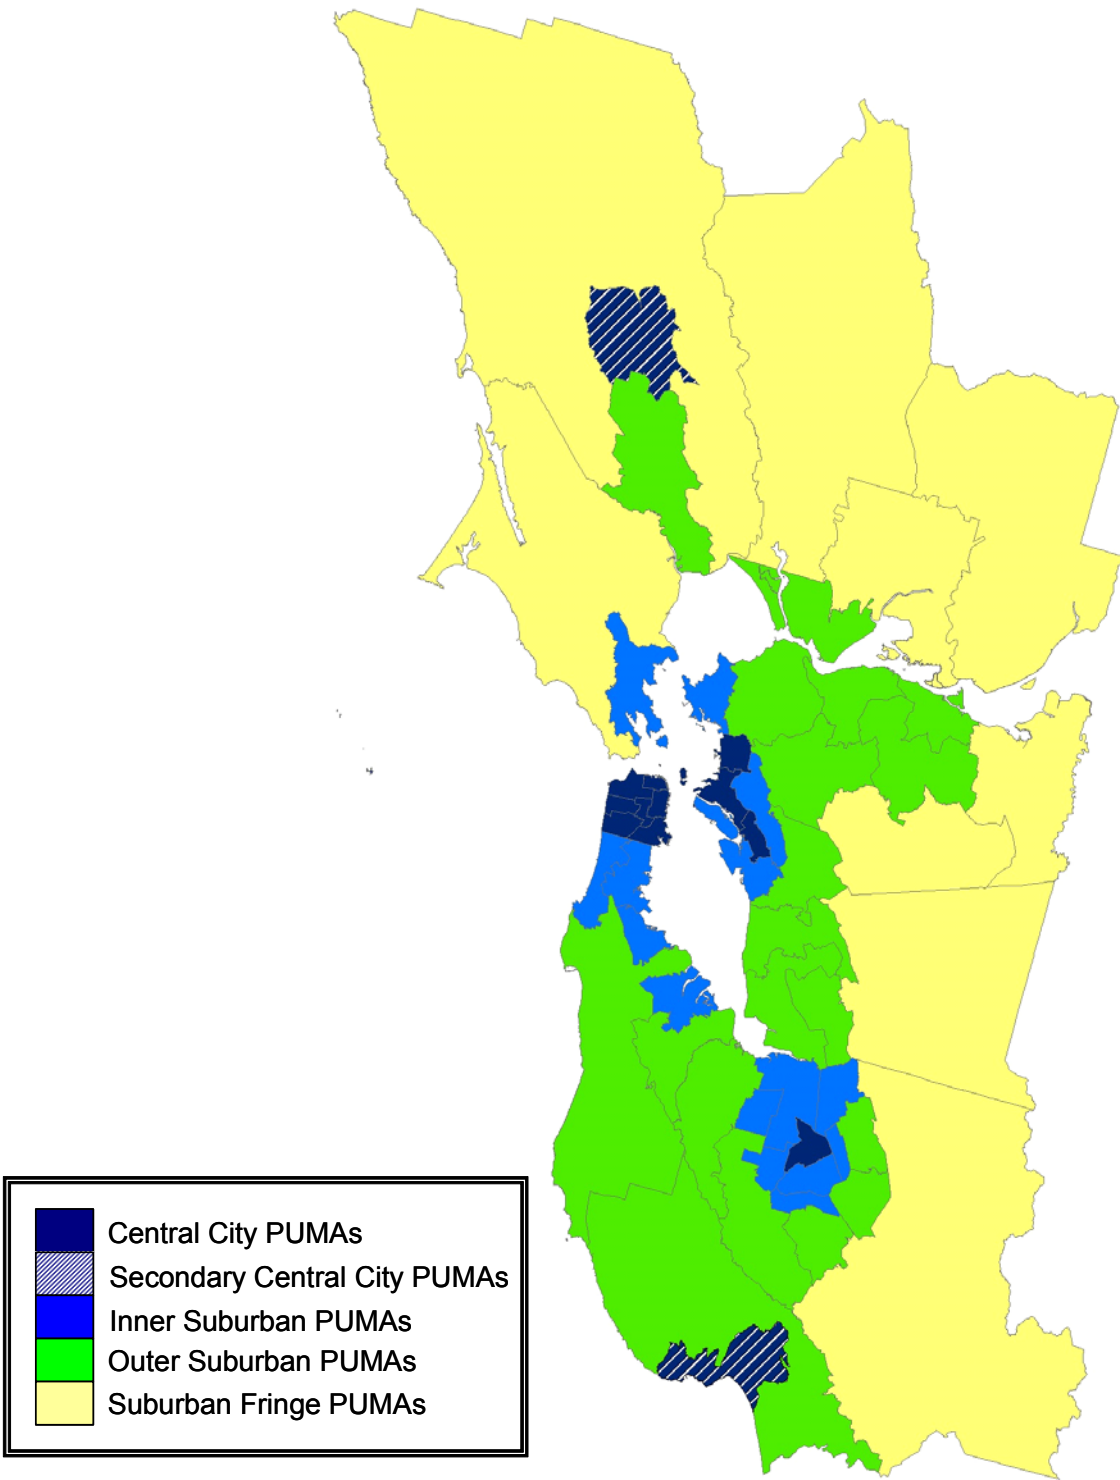 Central City PUMAs
Secondary Central City PUMAs
Inner Suburban PUMAs
Outer Suburban PUMAs
Suburban Fringe PUMAs